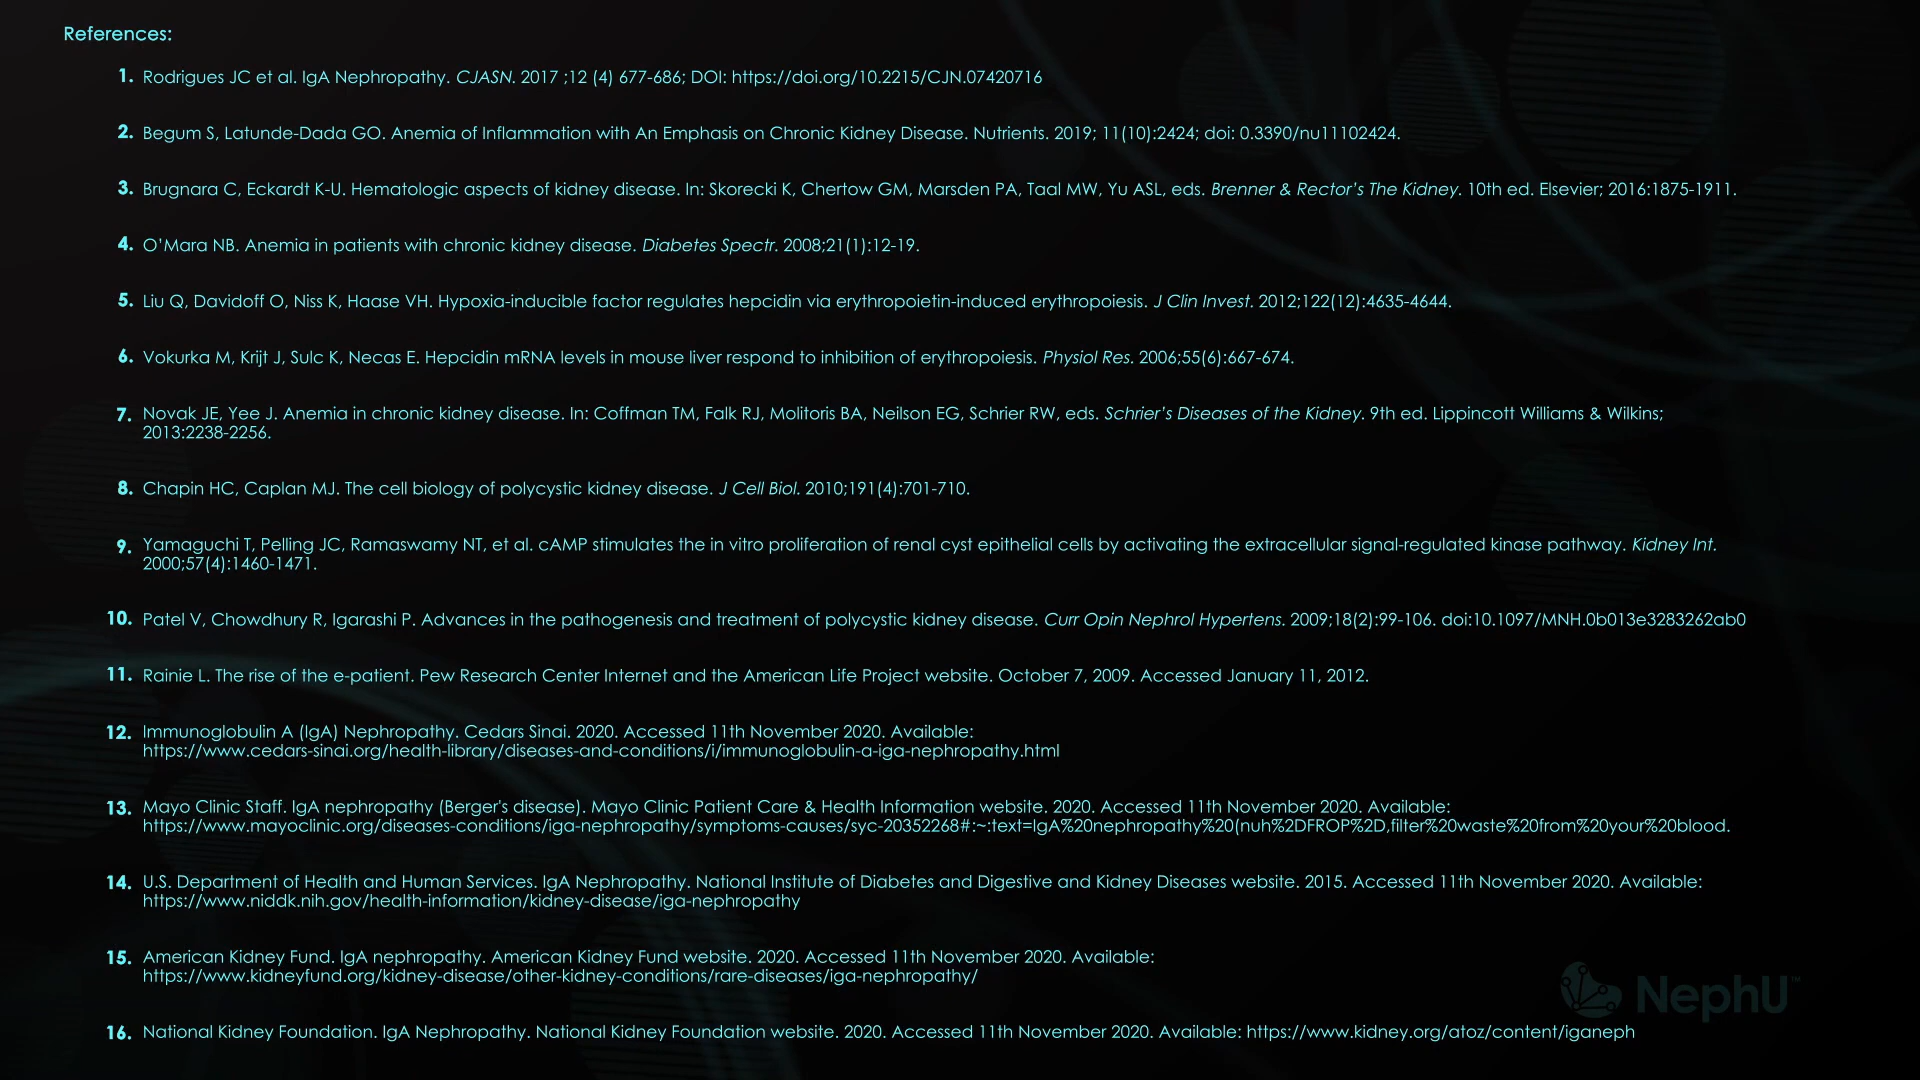 References:
1. Rodrigues JC et al. IgA Nephropathy. CJASN. 2017 ;12 (4) 677-686; DOI: https://doi.org/10.2215/CJN.07420716
2. Begum S, Latunde-Dada GO. Anemia of Inflammation with An Emphasis on Chronic Kidney Disease. Nutrients. 2019; 11(10):2424; doi: 0.3390/nu11102424.
3. Brugnara C, Eckardt K-U. Hematologic aspects of kidney disease. In: Skorecki K, Chertow GM, Marsden PA, Taal MW, Yu ASL, eds. Brenner & Rector’s The Kidney. 10th ed. Elsevier; 2016:1875-1911.
4. O’Mara NB. Anemia in patients with chronic kidney disease. Diabetes Spectr. 2008;21(1):12-19.
5. Liu Q, Davidoff O, Niss K, Haase VH. Hypoxia-inducible factor regulates hepcidin via erythropoietin-induced erythropoiesis. J Clin Invest. 2012;122(12):4635-4644.
6. Vokurka M, Krijt J, Sulc K, Necas E. Hepcidin mRNA levels in mouse liver respond to inhibition of erythropoiesis. Physiol Res. 2006;55(6):667-674.
7. Novak JE, Yee J. Anemia in chronic kidney disease. In: Coffman TM, Falk RJ, Molitoris BA, Neilson EG, Schrier RW, eds. Schrier’s Diseases of the Kidney. 9th ed. Lippincott Williams & Wilkins;
2013:2238-2256.
8. Chapin HC, Caplan MJ. The cell biology of polycystic kidney disease. J Cell Biol. 2010;191(4):701-710.
9. Yamaguchi T, Pelling JC, Ramaswamy NT, et al. cAMP stimulates the in vitro proliferation of renal cyst epithelial cells by activating the extracellular signal-regulated kinase pathway. Kidney Int.
2000;57(4):1460-1471.
10. Patel V, Chowdhury R, Igarashi P. Advances in the pathogenesis and treatment of polycystic kidney disease. Curr Opin Nephrol Hypertens. 2009;18(2):99-106. doi:10.1097/MNH.0b013e3283262ab0
11. Rainie L. The rise of the e-patient. Pew Research Center Internet and the American Life Project website. October 7, 2009. Accessed January 11, 2012.
12. Immunoglobulin A (IgA) Nephropathy. Cedars Sinai. 2020. Accessed 11th November 2020. Available:
https://www.cedars-sinai.org/health-library/diseases-and-conditions/i/immunoglobulin-a-iga-nephropathy.html
13. Mayo Clinic Staff. IgA nephropathy (Berger's disease). Mayo Clinic Patient Care & Health Information website. 2020. Accessed 11th November 2020. Available:
https://www.mayoclinic.org/diseases-conditions/iga-nephropathy/symptoms-causes/syc-20352268#:~:text=IgA%20nephropathy%20(nuh%2DFROP%2D,filter%20waste%20from%20your%20blood.
14. U.S. Department of Health and Human Services. IgA Nephropathy. National Institute of Diabetes and Digestive and Kidney Diseases website. 2015. Accessed 11th November 2020. Available:
https://www.niddk.nih.gov/health-information/kidney-disease/iga-nephropathy
15. American Kidney Fund. IgA nephropathy. American Kidney Fund website. 2020. Accessed 11th November 2020. Available:
https://www.kidneyfund.org/kidney-disease/other-kidney-conditions/rare-diseases/iga-nephropathy/
NephU™
16. National Kidney Foundation. IgA Nephropathy. National Kidney Foundation website. 2020. Accessed 11th November 2020. Available: https://www.kidney.org/atoz/content/iganeph